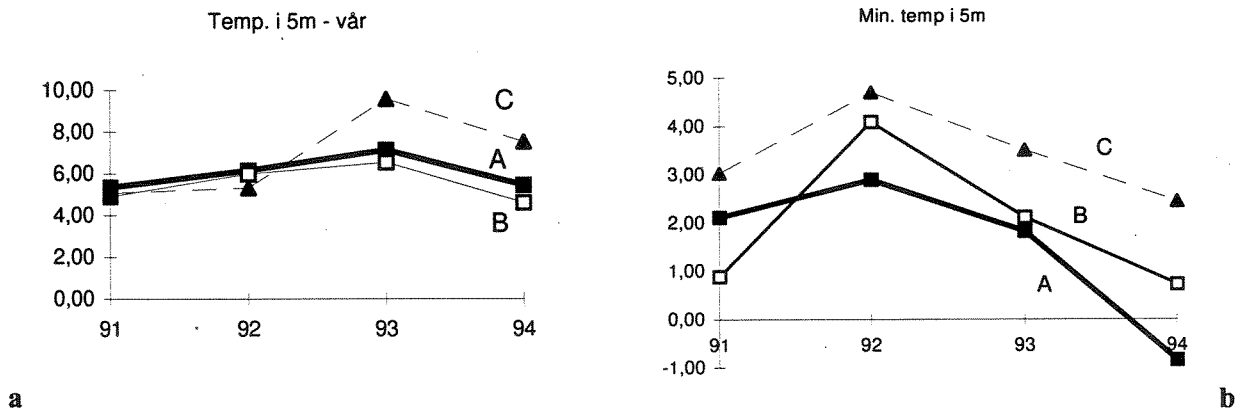 Temp. i 5m - vår
10,00
8,00
6,00
4,00
2,00
0,00
91 92 93 94
C
A
B
a
Min. temp i 5m
5,00
4,00
3,00
2,00
1,00
0,00
-1,00
91 92 93 94
C
B
A
b